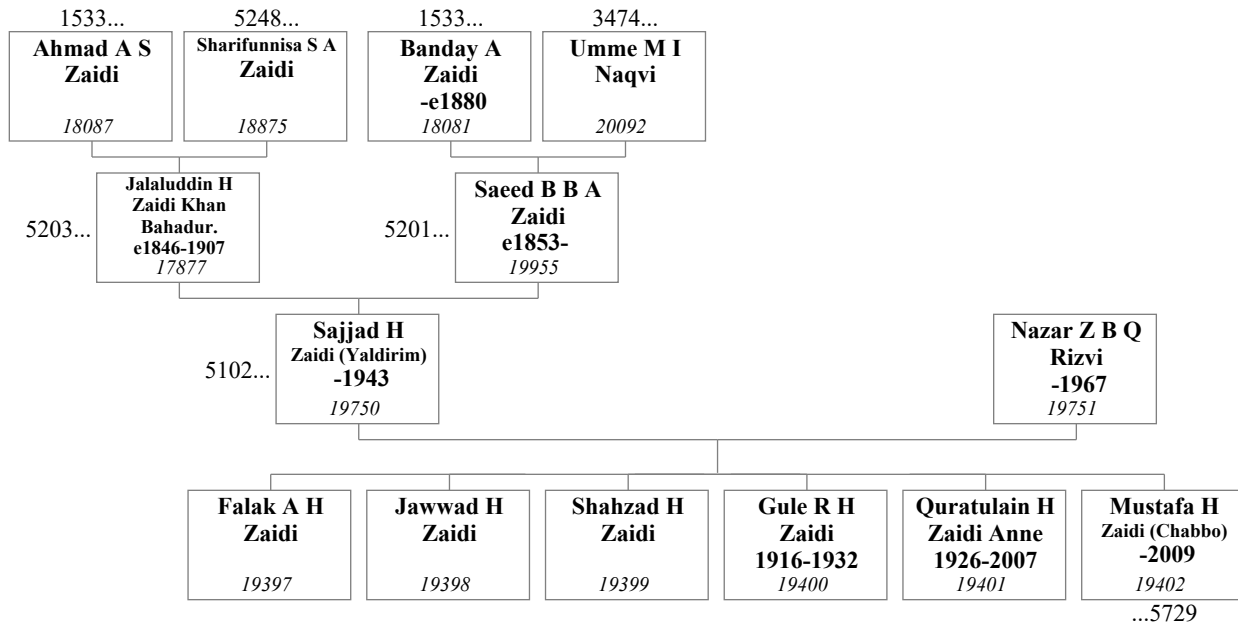 1533...
5248...
1533...
3474...
Ahmad A S
Zaidi
18087
Sharifunnisa S A
Zaidi
18875
Banday A
Zaidi
-e1880
18081
Umme M I
Naqvi
20092
5203...
Jalaluddin H
Zaidi Khan
Bahadur.
e1846-1907
17877
5201...
Saeed B B A
Zaidi
e1853-
19955
5102...
Sajjad H
Zaidi (Yaldirim)
-1943
19750
Nazar Z B Q
Rizvi
-1967
19751
Falak A H
Zaidi
19397
Jawwad H
Zaidi
19398
Shahzad H
Zaidi
19399
Gule R H
Zaidi
1916-1932
19400
Quratulain H
Zaidi Anne
1926-2007
19401
Mustafa H
Zaidi (Chabbo)
-2009
19402
...5729